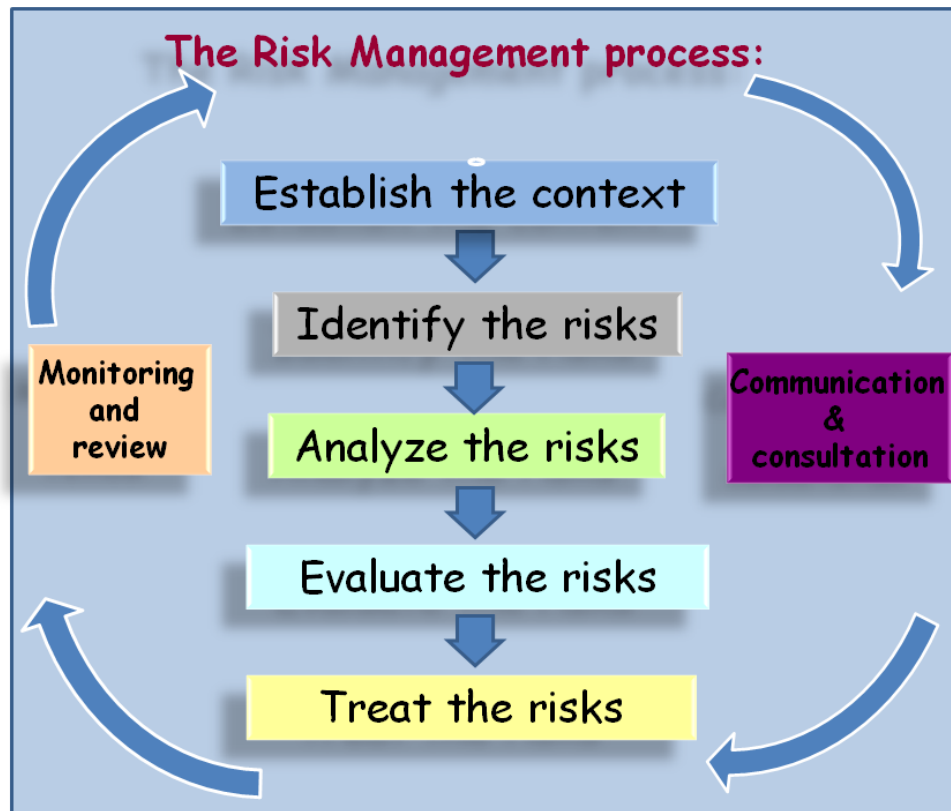 The Risk Management process:
Establish the context
Identify the risks
Monitoring
and
review
Communication
&
consultation
Analyze the risks
Evaluate the risks
Treat the risks